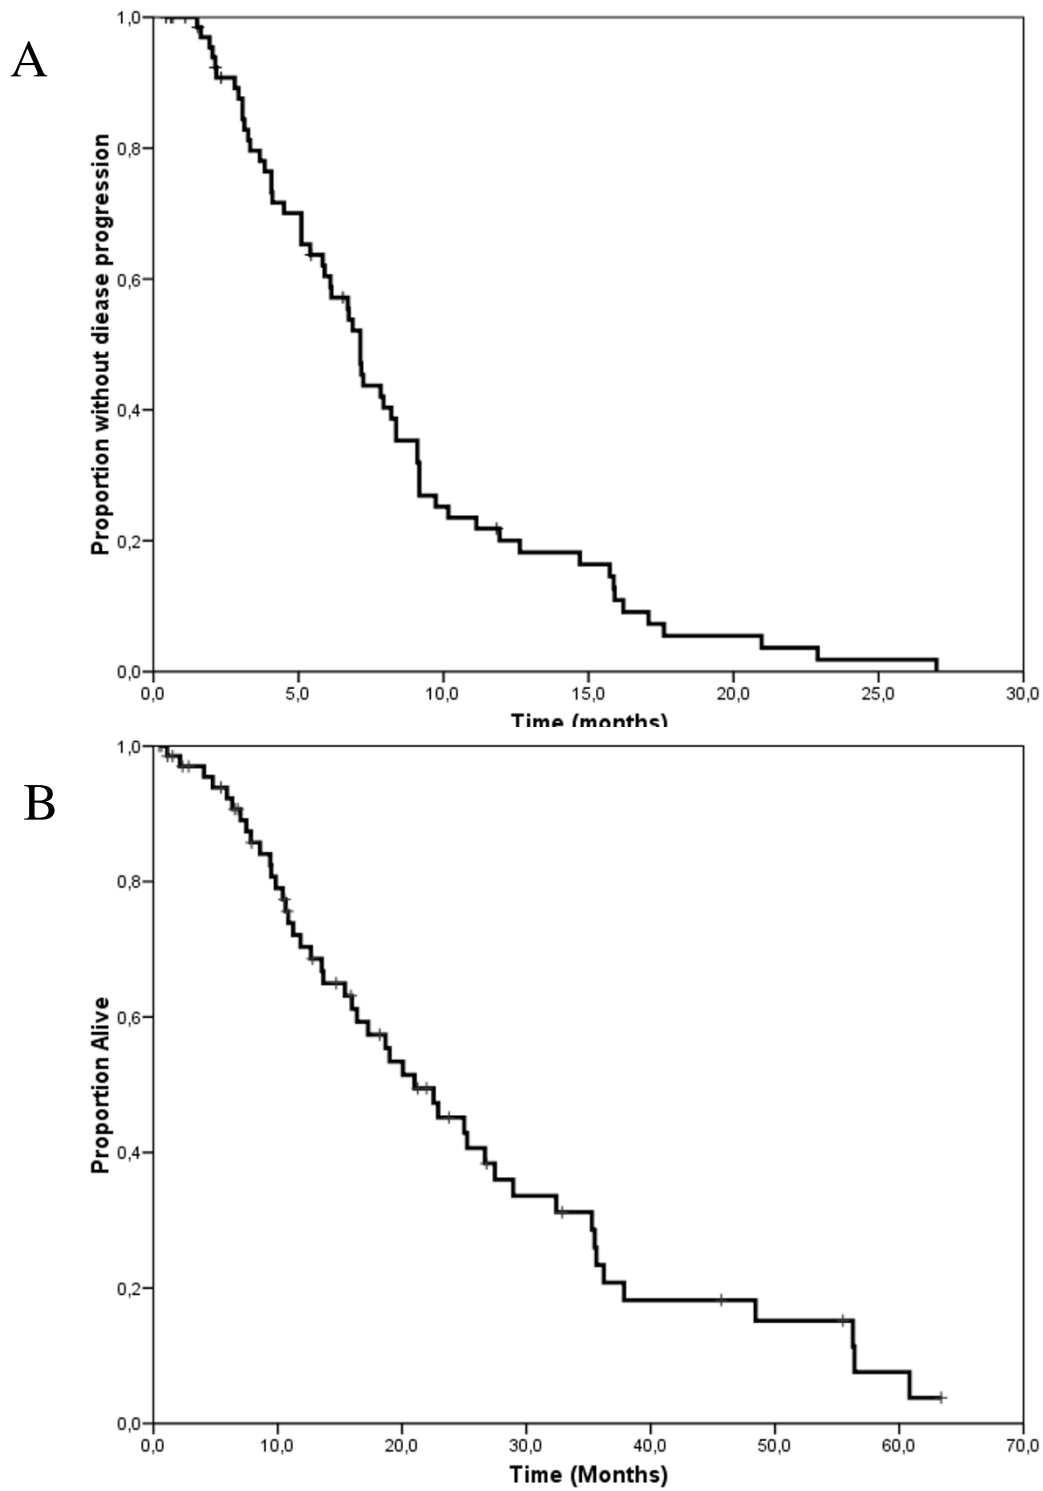 A
Proportion without diease progression
1,0
0,8
0,6
0,4
0,2
0,0
0,0 5,0 10,0 15,0 20,0 25,0 30,0
Time (months)
B
Proportion Alive
1,0
0,8
0,6
0,4
0,2
0,0
0,0 10,0 20,0 30,0 40,0 50,0 60,0 70,0
Time (Months)